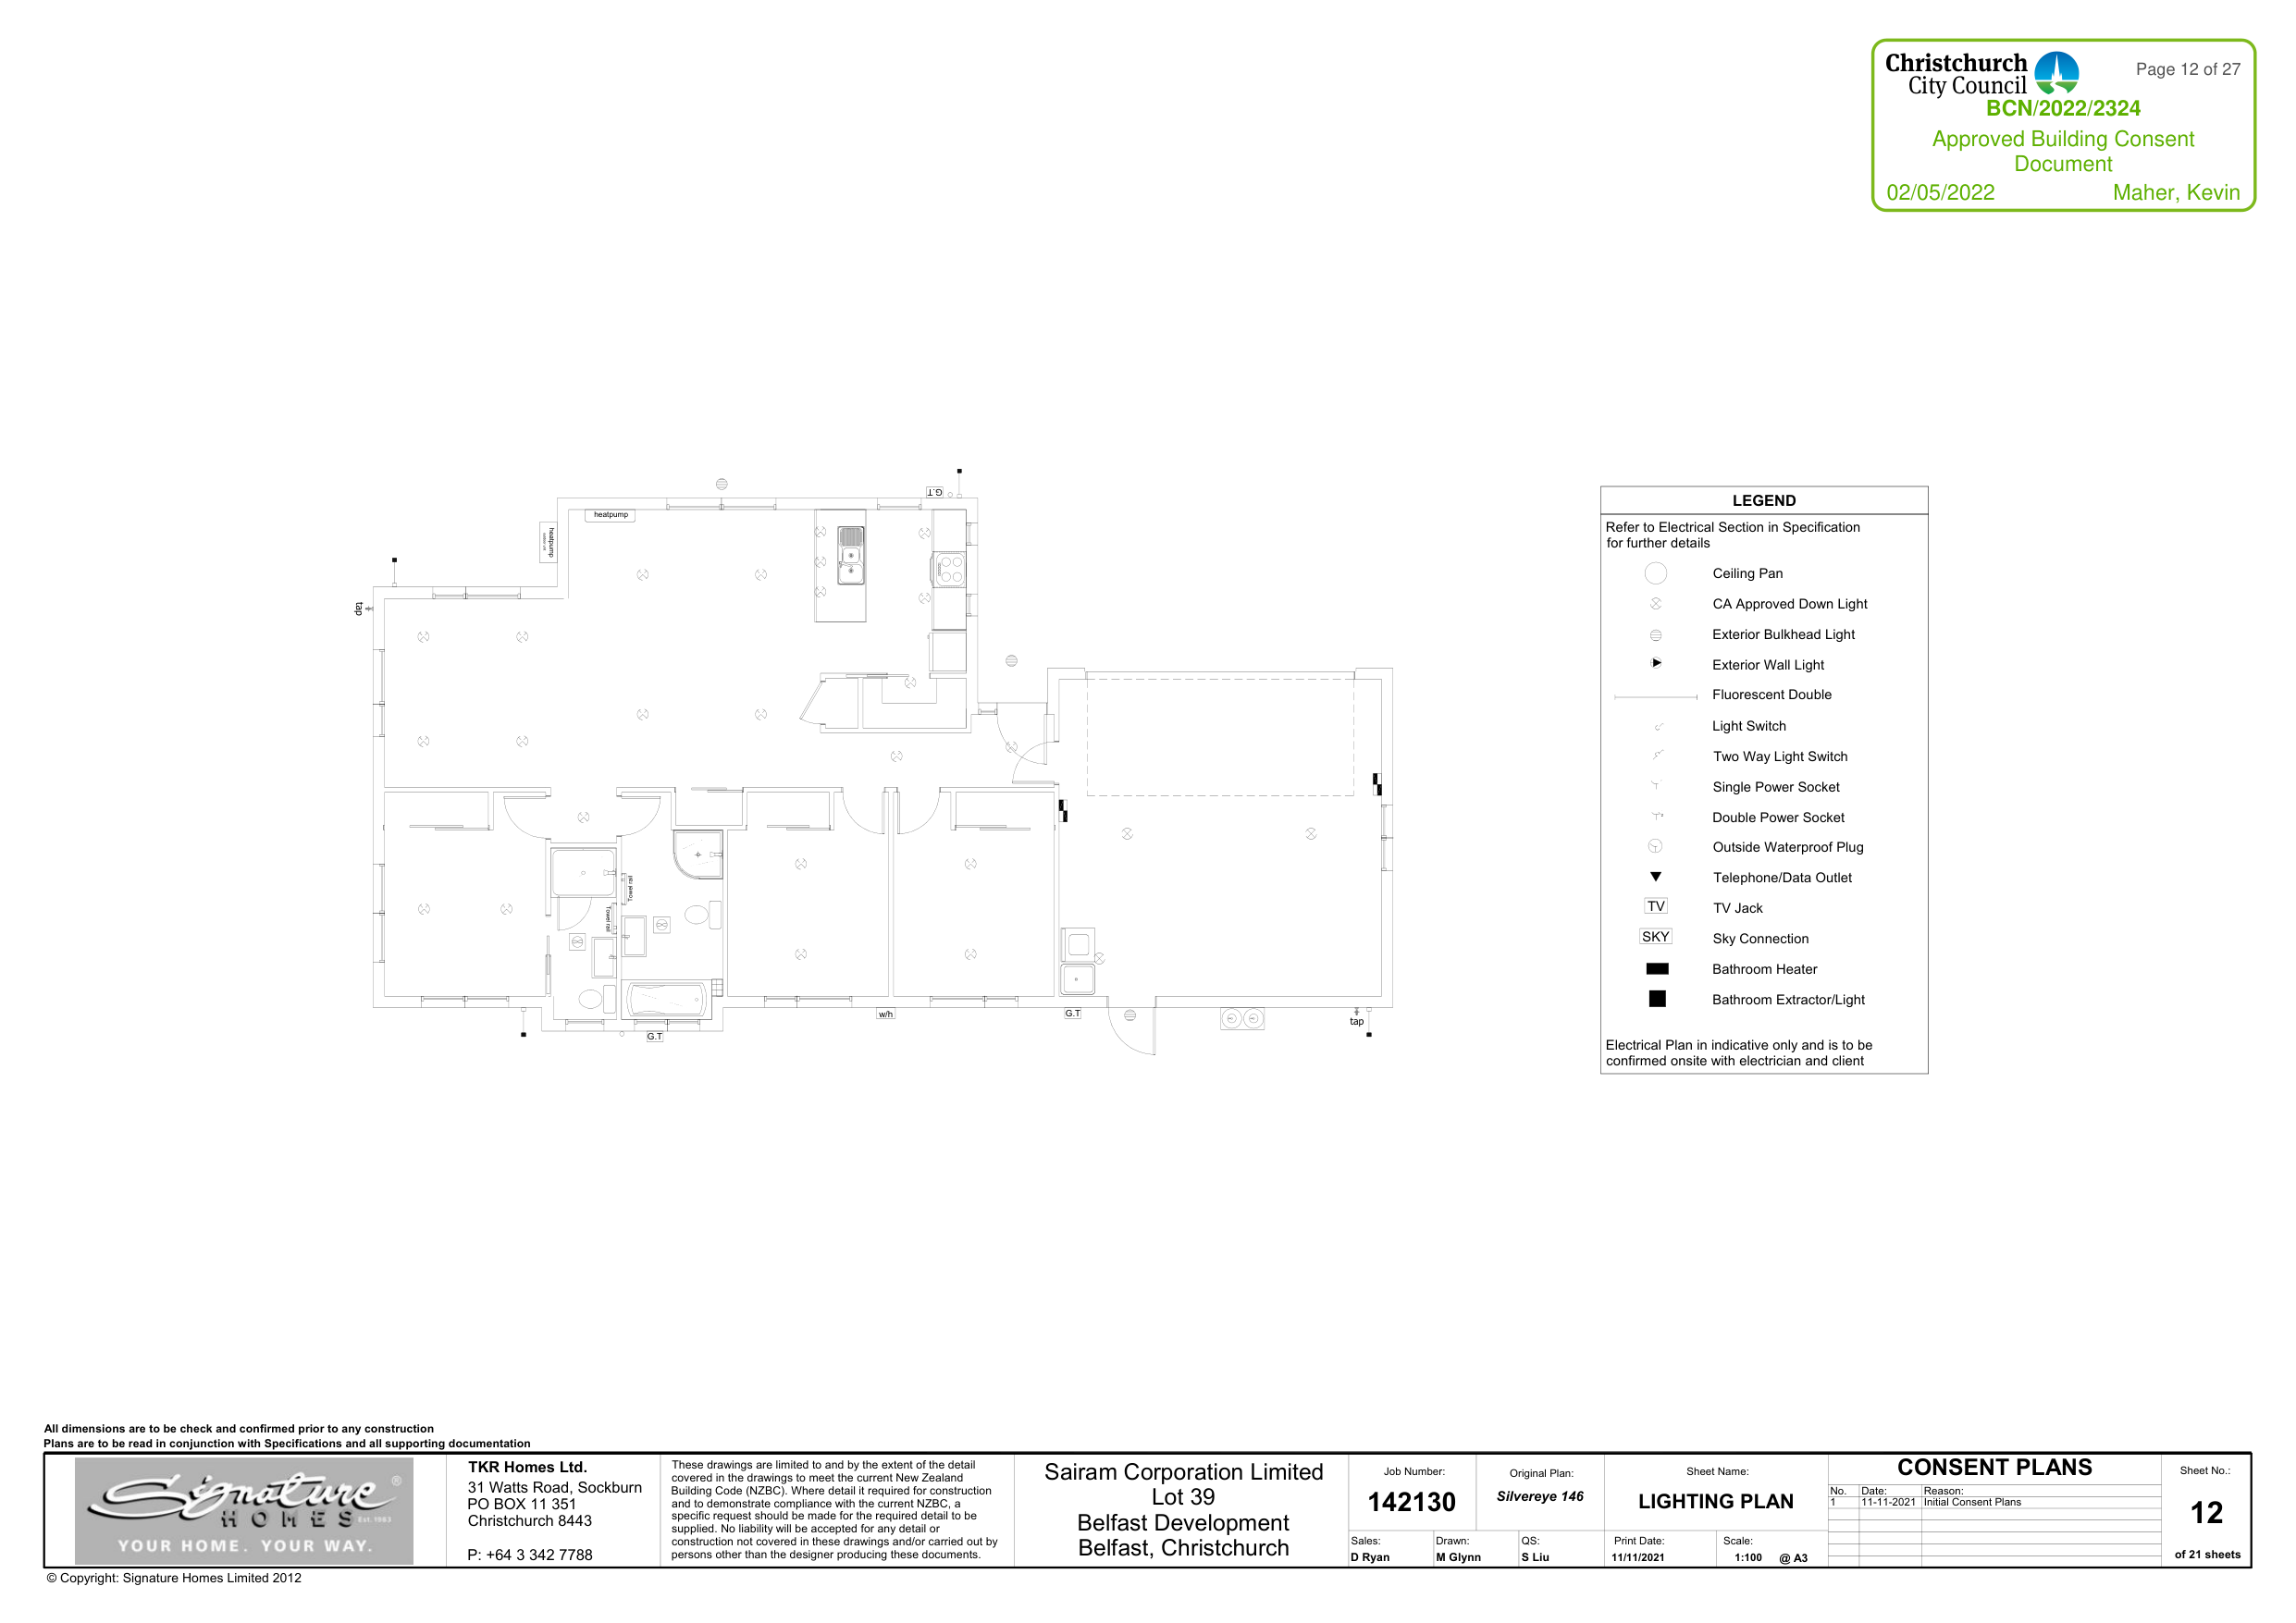 Christchurch
City Council
Page 12 of 27
BCN/2022/2324
Approved Building Consent
Document
02/05/2022 Maher, Kevin
G.T
heatpump
heatpump
tap
Towel rail
Towel rail
w/h
G.T
G.T
tap
LEGEND
Refer to Electrical Section in Specification
for further details
Ceiling Pan
CA Approved Down Light
Exterior Bulkhead Light
Exterior Wall Light
Fluorescent Double
Light Switch
Two Way Light Switch
Single Power Socket
Double Power Socket
Outside Waterproof Plug
Telephone/Data Outlet
TV TV Jack
SKY Sky Connection
Bathroom Heater
Bathroom Extractor/Light
Electrical Plan in indicative only and is to be
confirmed onsite with electrician and client
All dimensions are to be check and confirmed prior to any construction
Plans are to be read in conjunction with Specifications and all supporting documentation
Signature ®
HOMES Est. 1983
YOUR HOME. YOUR WAY.
TKR Homes Ltd.
31 Watts Road, Sockburn
PO BOX 11 351
Christchurch 8443
P: +64 3 342 7788
These drawings are limited to and by the extent of the detail
covered in the drawings to meet the current New Zealand
Building Code (NZBC). Where detail it required for construction
and to demonstrate compliance with the current NZBC, a
specific request should be made for the required detail to be
supplied. No liability will be accepted for any detail or
construction not covered in these drawings and/or carried out by
persons other than the designer producing these documents.
Sairam Corporation Limited
Lot 39
Belfast Development
Belfast, Christchurch
Job Number:
142130
Original Plan:
Silvereye 146
Sales:
D Ryan
Drawn:
M Glynn
QS:
S Liu
Sheet Name:
LIGHTING PLAN
Print Date:
11/11/2021
Scale:
1:100 @ A3
CONSENT PLANS
No. Date: Reason:
1 11-11-2021 Initial Consent Plans
Sheet No.:
12
of 21 sheets
© Copyright: Signature Homes Limited 2012